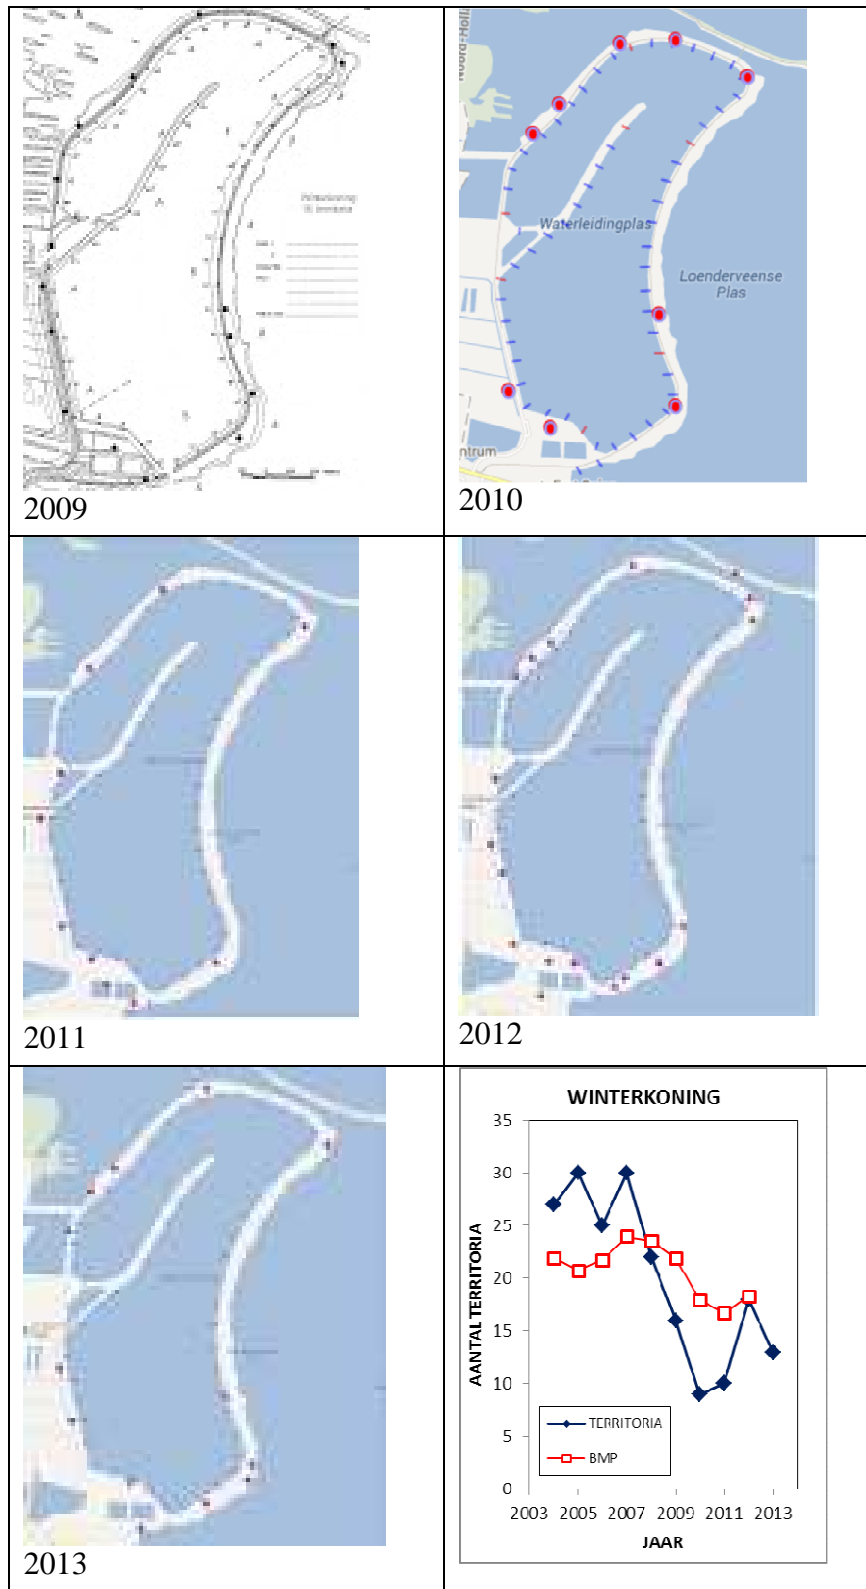 2009
Noord-Holl
Waterleidingplas
Loenderveense
Plas
ntrum
2010
2011
2012
2013
WINTERKONING
AANTAL TERRITORIA
35
30
25
20
15
10
5
0
TERRITORIA
BMP
2003 2005 2007 2009 2011 2013
JAAR